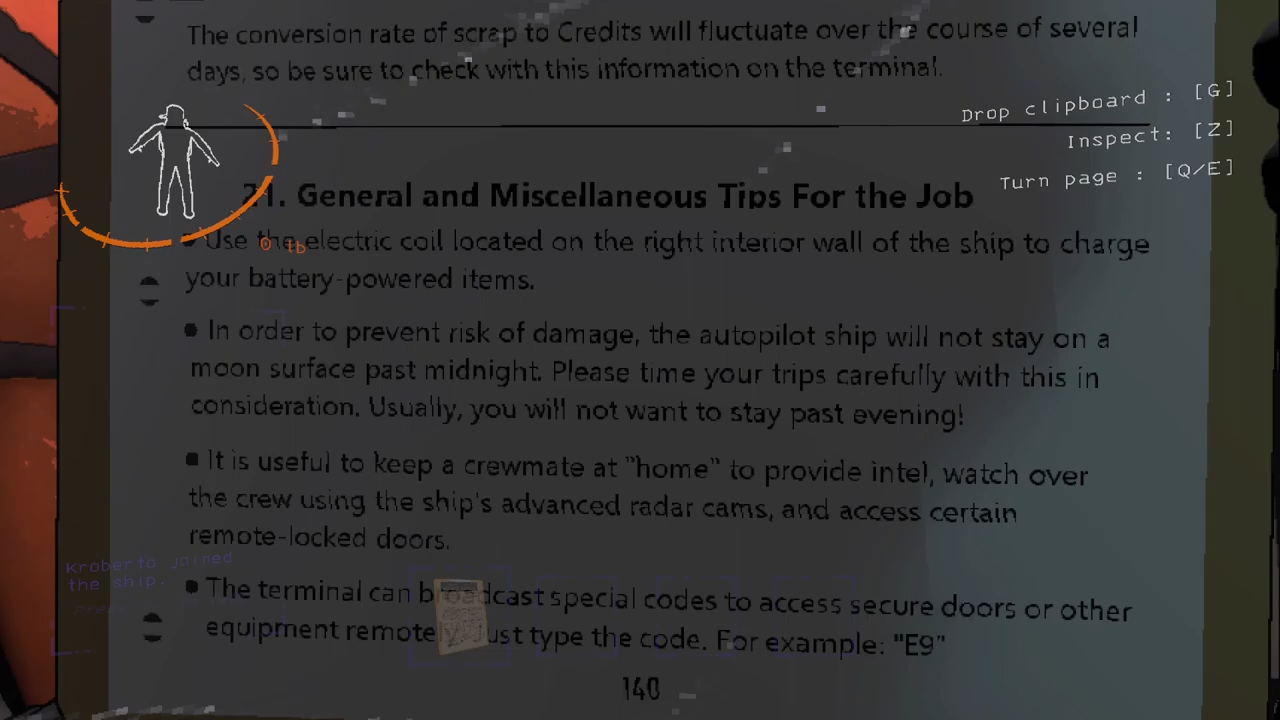 The conversion rate of scrap to Credits will fluctuate over the course of several
days, so be sure to check with this information on the terminal.
Drop clipboard : [G]
Inspect: [Z]
Turn page : [Q/E]
21. General and Miscellaneous Tips For the Job
• Use the electric coil located on the right interior wall of the ship to charge
0 lb
your battery-powered items.
• In order to prevent risk of damage, the autopilot ship will not stay on a
moon surface past midnight. Please time your trips carefully with this in
consideration. Usually, you will not want to stay past evening!
• It is useful to keep a crewmate at "home" to provide intel, watch over
the crew using the ship's advanced radar cams, and access certain
remote-locked doors.
Kroberto joined
the ship.
• The terminal can broadcast special codes to access secure doors or other
equipment remotely. Just type the code. For example: "E9"
140